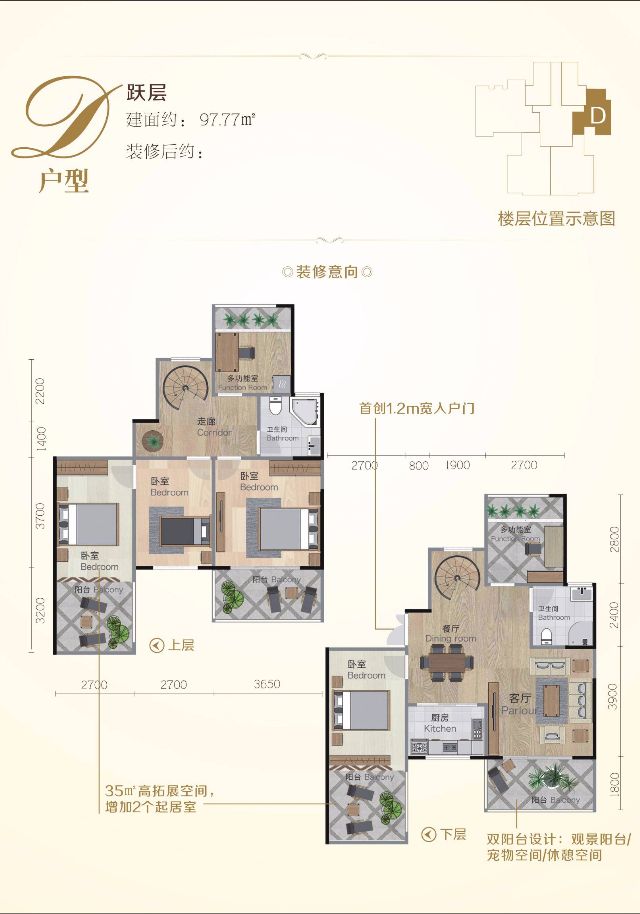 D
户型
跃层
建面约：97.77㎡
装修后约：
D
楼层位置示意图
◎装修意向◎
多功能室
Function Room
走廊
Corridor
卫生间
Bathroom
卧室
Bedroom
卧室
Bedroom
卧室
Bedroom
阳台 Balcony
阳台 Balcony
上层
2200
1400
3700
3200
2700
2700
3650
首创1.2m宽入户门
2700
800
1900
2700
多功能室
Function Room
卫生间
Bathroom
餐厅
Dining room
卧室
Bedroom
客厅
Parlour
厨房
Kitchen
阳台 Balcony
阳台 Balcony
下层
2800
2400
3900
1800
35㎡高拓展空间，
增加2个起居室
双阳台设计：观景阳台/
宠物空间/休憩空间